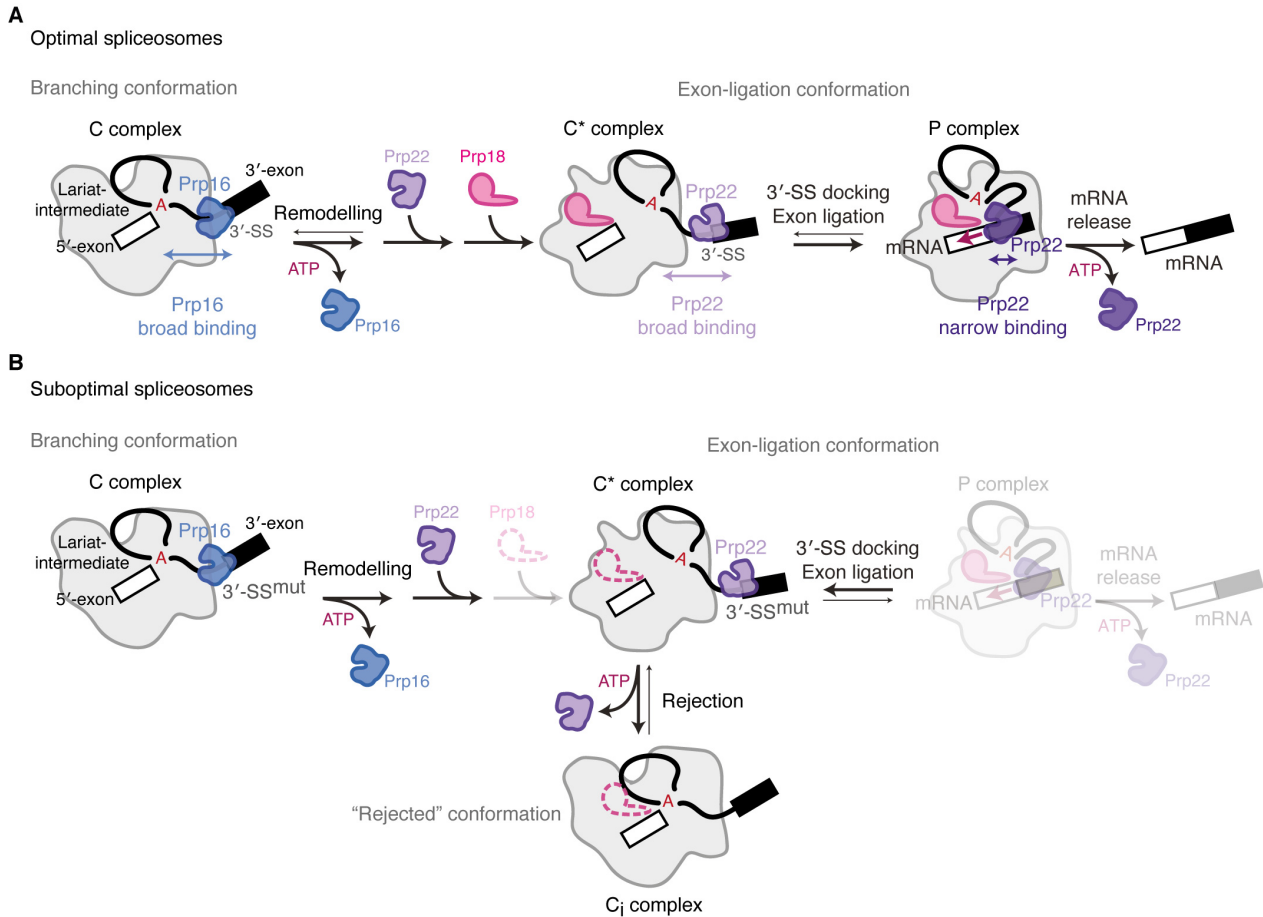 A
Optimal spliceosomes
Branching conformation
Exon-ligation conformation
C complex
C* complex
P complex
3′-exon
Prp16
Lariat-
intermediate
A
3′-SS
5′-exon
Prp16
broad binding
Remodelling
ATP
Prp16
Prp22
Prp18
A
Prp22
3′-SS
Prp22
broad binding
3′-SS docking
Exon ligation
A
mRNA
Prp22
Prp22
narrow binding
mRNA
release
ATP
Prp22
mRNA
B
Suboptimal spliceosomes
Branching conformation
Exon-ligation conformation
C complex
C* complex
P complex
3′-exon
Prp16
Lariat-
intermediate
A
3′-SSmut
5′-exon
Remodelling
ATP
Prp16
Prp22
Prp18
A
Prp22
3′-SSmut
3′-SS docking
Exon ligation
A
mRNA
Prp22
mRNA
release
ATP
Prp22
mRNA
ATP
Rejection
“Rejected” conformation
A
Ci complex